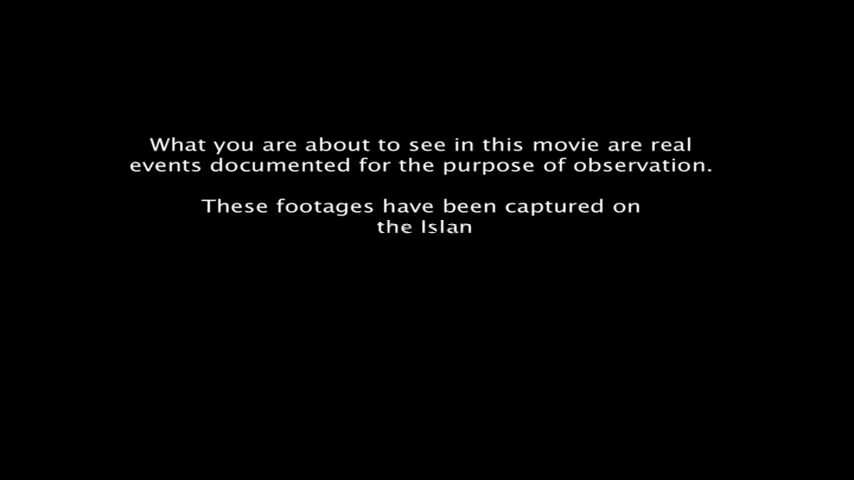 What you are about to see in this movie are real
events documented for the purpose of observation.
These footages have been captured on
the Islan